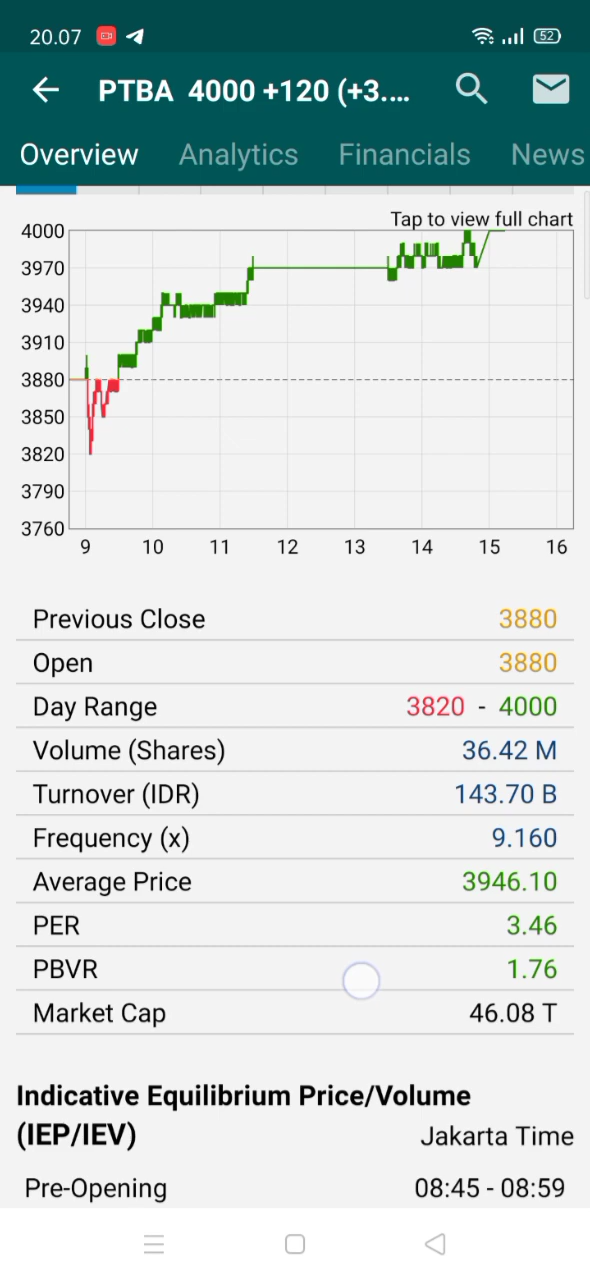 20.07 52
PTBA 4000 +120 (+3....
Overview Analytics Financials News
Tap to view full chart
4000
3970
3940
3910
3880
3850
3820
3790
3760
9 10 11 12 13 14 15 16
Previous Close 3880
Open 3880
Day Range 3820 - 4000
Volume (Shares) 36.42 M
Turnover (IDR) 143.70 B
Frequency (x) 9.160
Average Price 3946.10
PER 3.46
PBVR 1.76
Market Cap 46.08 T
Indicative Equilibrium Price/Volume
(IEP/IEV) Jakarta Time
Pre-Opening 08:45 - 08:59